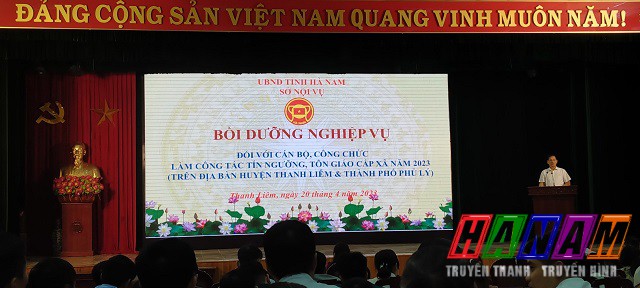 ĐẢNG CỘNG SẢN VIỆT NAM QUANG VINH MUÔN NĂM!
UBND TỈNH HÀ NAM
SỞ NỘI VỤ
BỒI DƯỠNG NGHIỆP VỤ
ĐỐI VỚI CÁN BỘ, CÔNG CHỨC
LÀM CÔNG TÁC TÍN NGƯỠNG, TÔN GIÁO CẤP XÃ NĂM 2023
(TRÊN ĐỊA BÀN HUYỆN THANH LIÊM & THÀNH PHỐ PHỦ LÝ)
Thanh Liêm, ngày 20 tháng 4 năm 2023
HANAM
TRUYỀN THANH TRUYỀN HÌNH